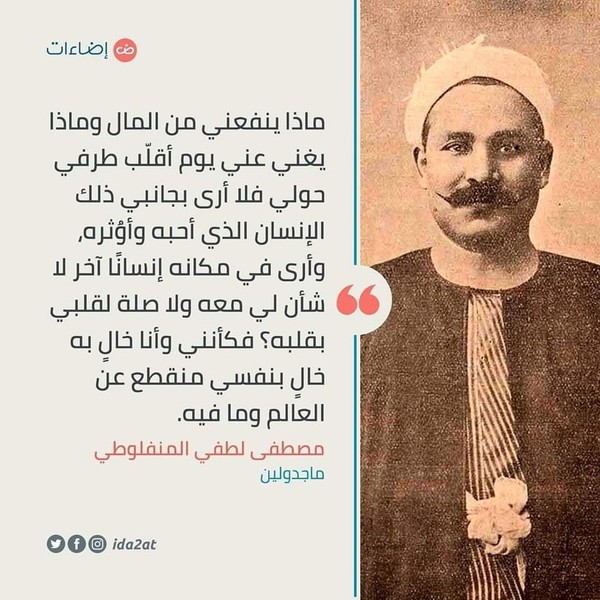 إضاءات
ماذا ينفعني من المال وماذا
يغني عني يوم أقلّب طرفي
حولي فلا أرى بجانبي ذلك
الإنسان الذي أحبه وأوُثره،
وأرى في مكانه إنسانًا آخر لا
شأن لي معه ولا صلة لقلبي
بقلبه؟ فكأنني وأنا خالٍ به
خالٍ بنفسي منقطع عن
العالم وما فيه.
مصطفى لطفي المنفلوطي
ماجدولين
ida2at